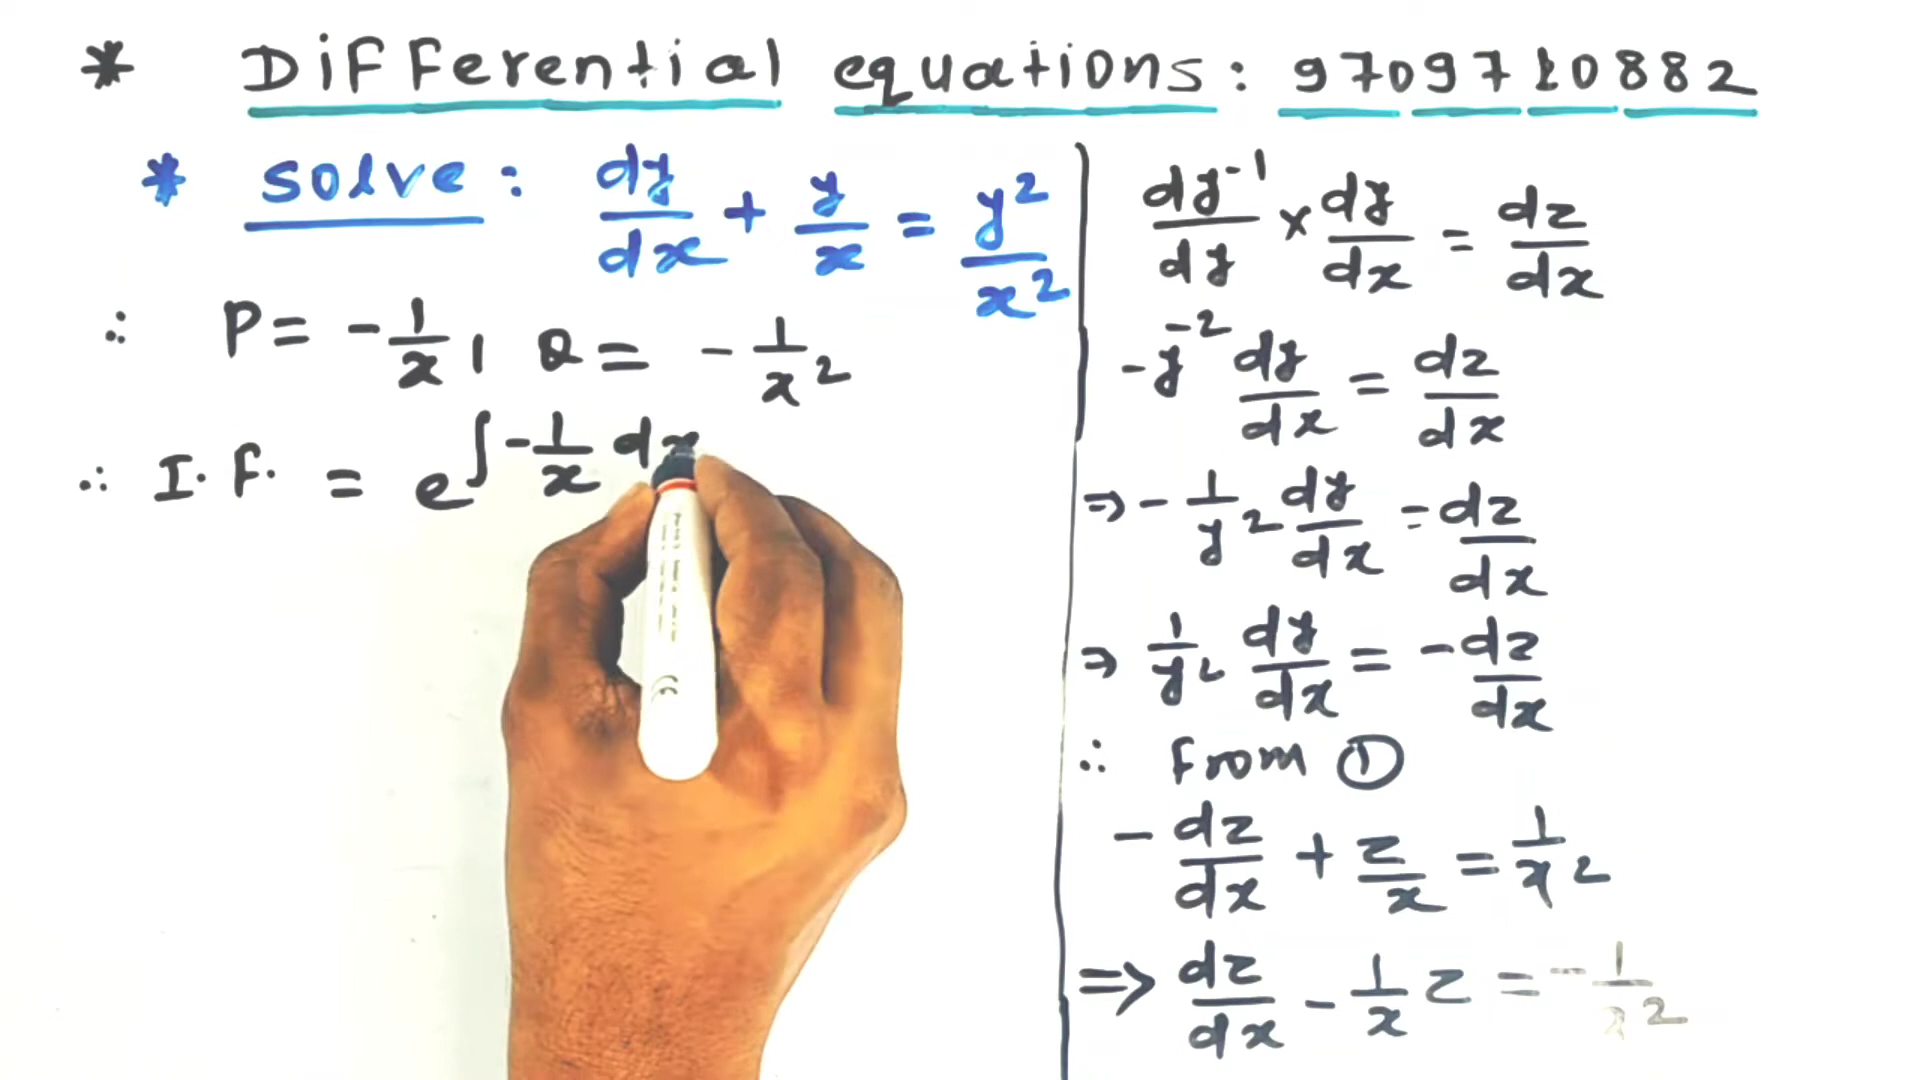 * Differential equations: 9709710882
* solve: dy/dx + y/x = y²/x²
∴ P = -1/x, Q = -1/x²
∴ I.F. = e^∫-1/x dx
dy⁻¹/dy × dy/dx = dz/dx
-y⁻² dy/dx = dz/dx
⇒ -1/y² dy/dx = dz/dx
⇒ 1/y² dy/dx = -dz/dx
∴ From ①
-dz/dx + z/x = 1/x²
⇒ dz/dx - 1/x z = -1/x²